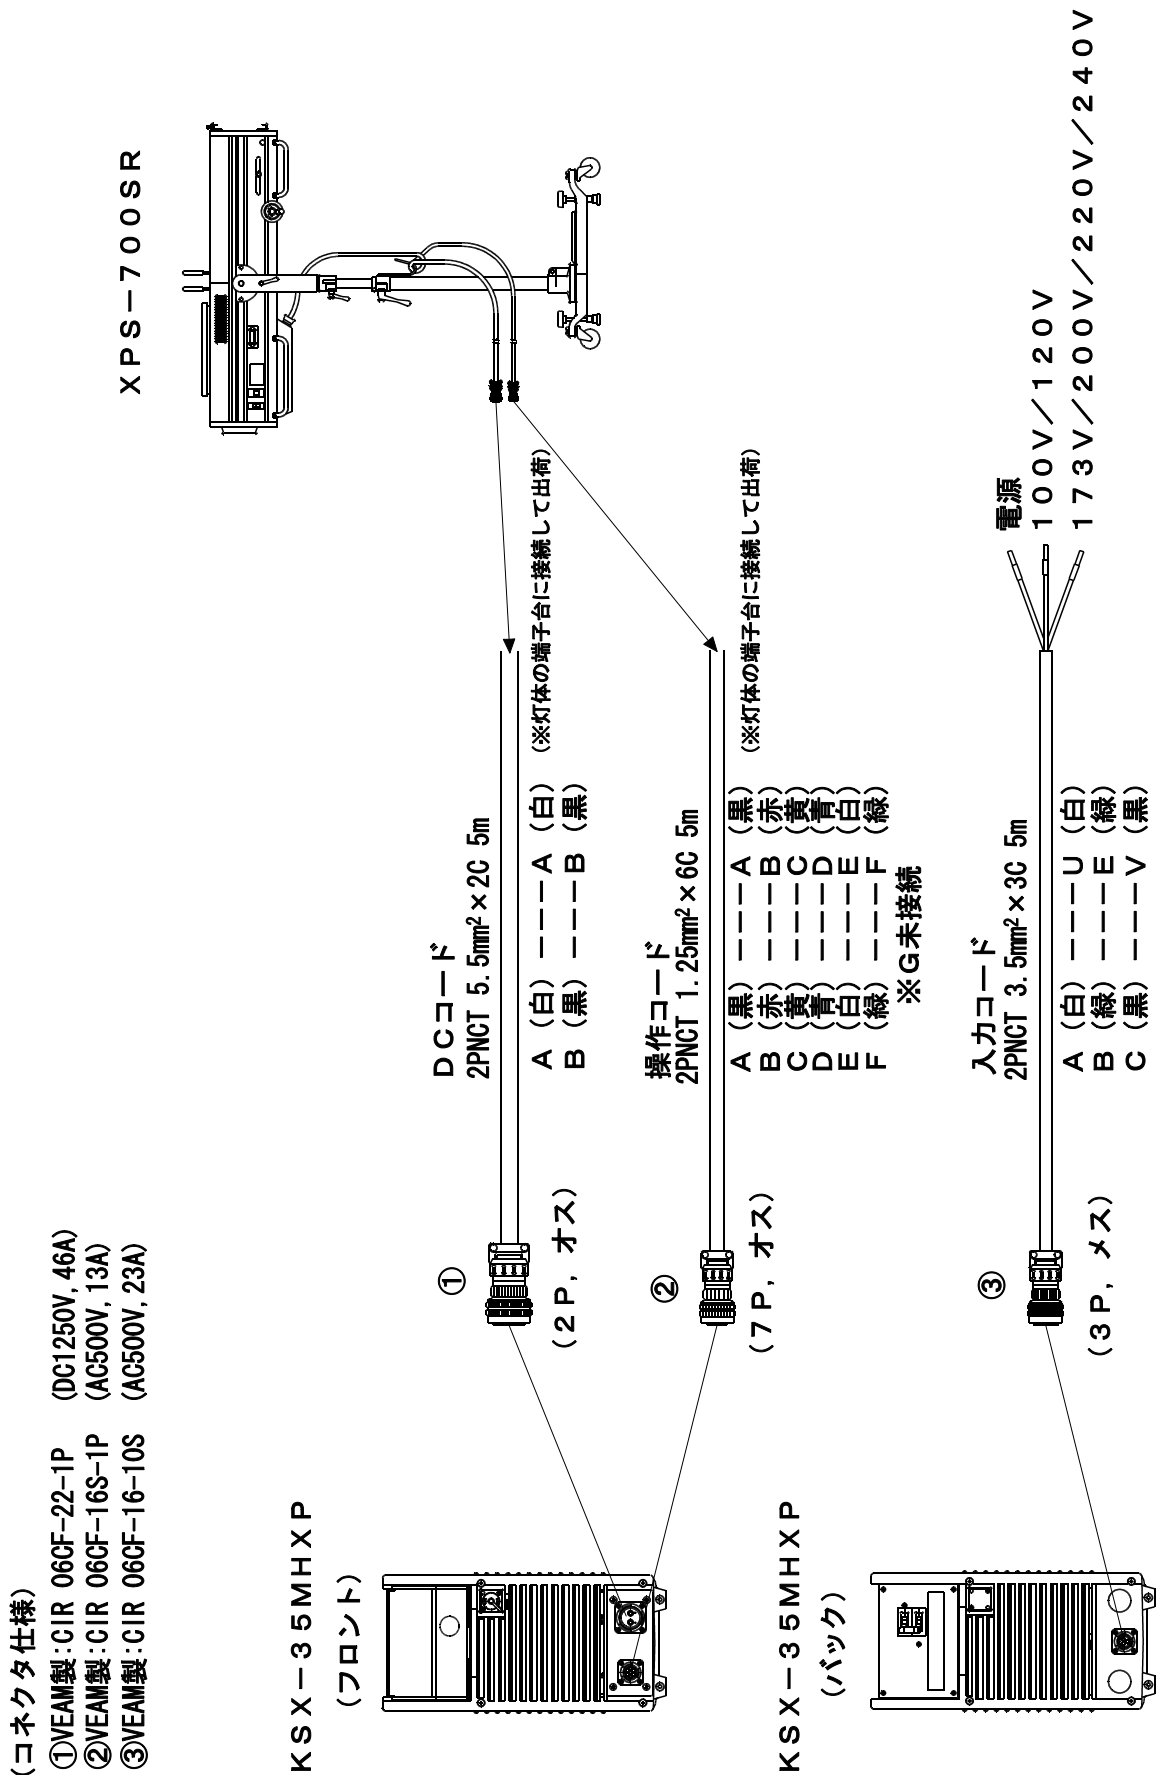 (コネクタ仕様)
①VEAM製:CIR 06CF-22-1P (DC1250V,46A)
②VEAM製:CIR 06CF-16S-1P (AC500V,13A)
③VEAM製:CIR 06CF-16-10S (AC500V,23A)
XPS-700SR
KSX-35MHXP
(フロント)
①
(2P,オス)
DCコード
2PNCT 5.5mm²×2C 5m
A (白) ----A (白)
B (黒) ----B (黒)
(※灯体の端子台に接続して出荷)
②
(7P,オス)
操作コード
2PNCT 1.25mm²×6C 5m
A (黒) ----A (黒)
B (赤) ----B (赤)
C (黄) ----C (黄)
D (青) ----D (青)
E (白) ----E (白)
F (緑) ----F (緑)
※G未接続
(※灯体の端子台に接続して出荷)
KSX-35MHXP
(バック)
③
(3P,メス)
入力コード
2PNCT 3.5mm²×3C 5m
A (白) ----U (白)
B (緑) ----E (緑)
C (黒) ----V (黒)
電源
100V/120V
173V/200V/220V/240V